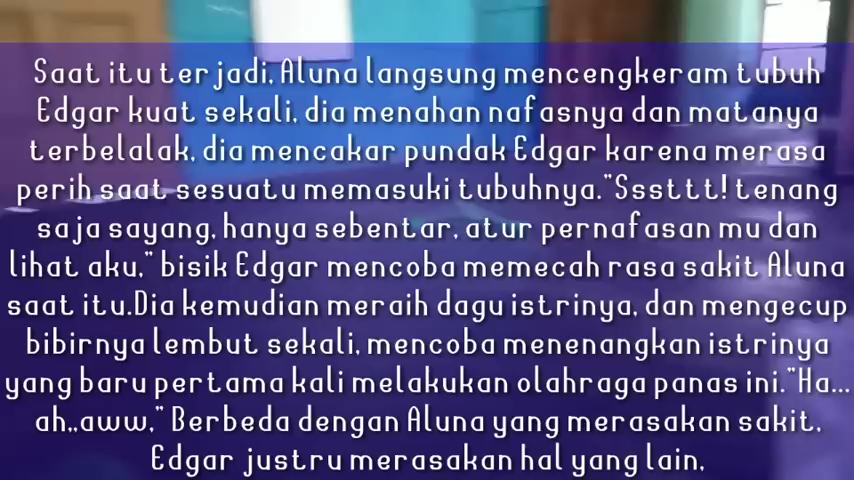 Saat itu terjadi, Aluna langsung mencengkeram tubuh
Edgar kuat sekali, dia menahan nafasnya dan matanya
terbelalak, dia mencakar pundak Edgar karena merasa
perih saat sesuatu memasuki tubuhnya."Sssttt! tenang
saja sayang, hanya sebentar, atur pernafasan mu dan
lihat aku," bisik Edgar mencoba memecah rasa sakit Aluna
saat itu.Dia kemudian meraih dagu istrinya, dan mengecup
bibirnya lembut sekali, mencoba menenangkan istrinya
yang baru pertama kali melakukan olahraga panas ini."Ha...
ah,,aww," Berbeda dengan Aluna yang merasakan sakit,
Edgar justru merasakan hal yang lain,